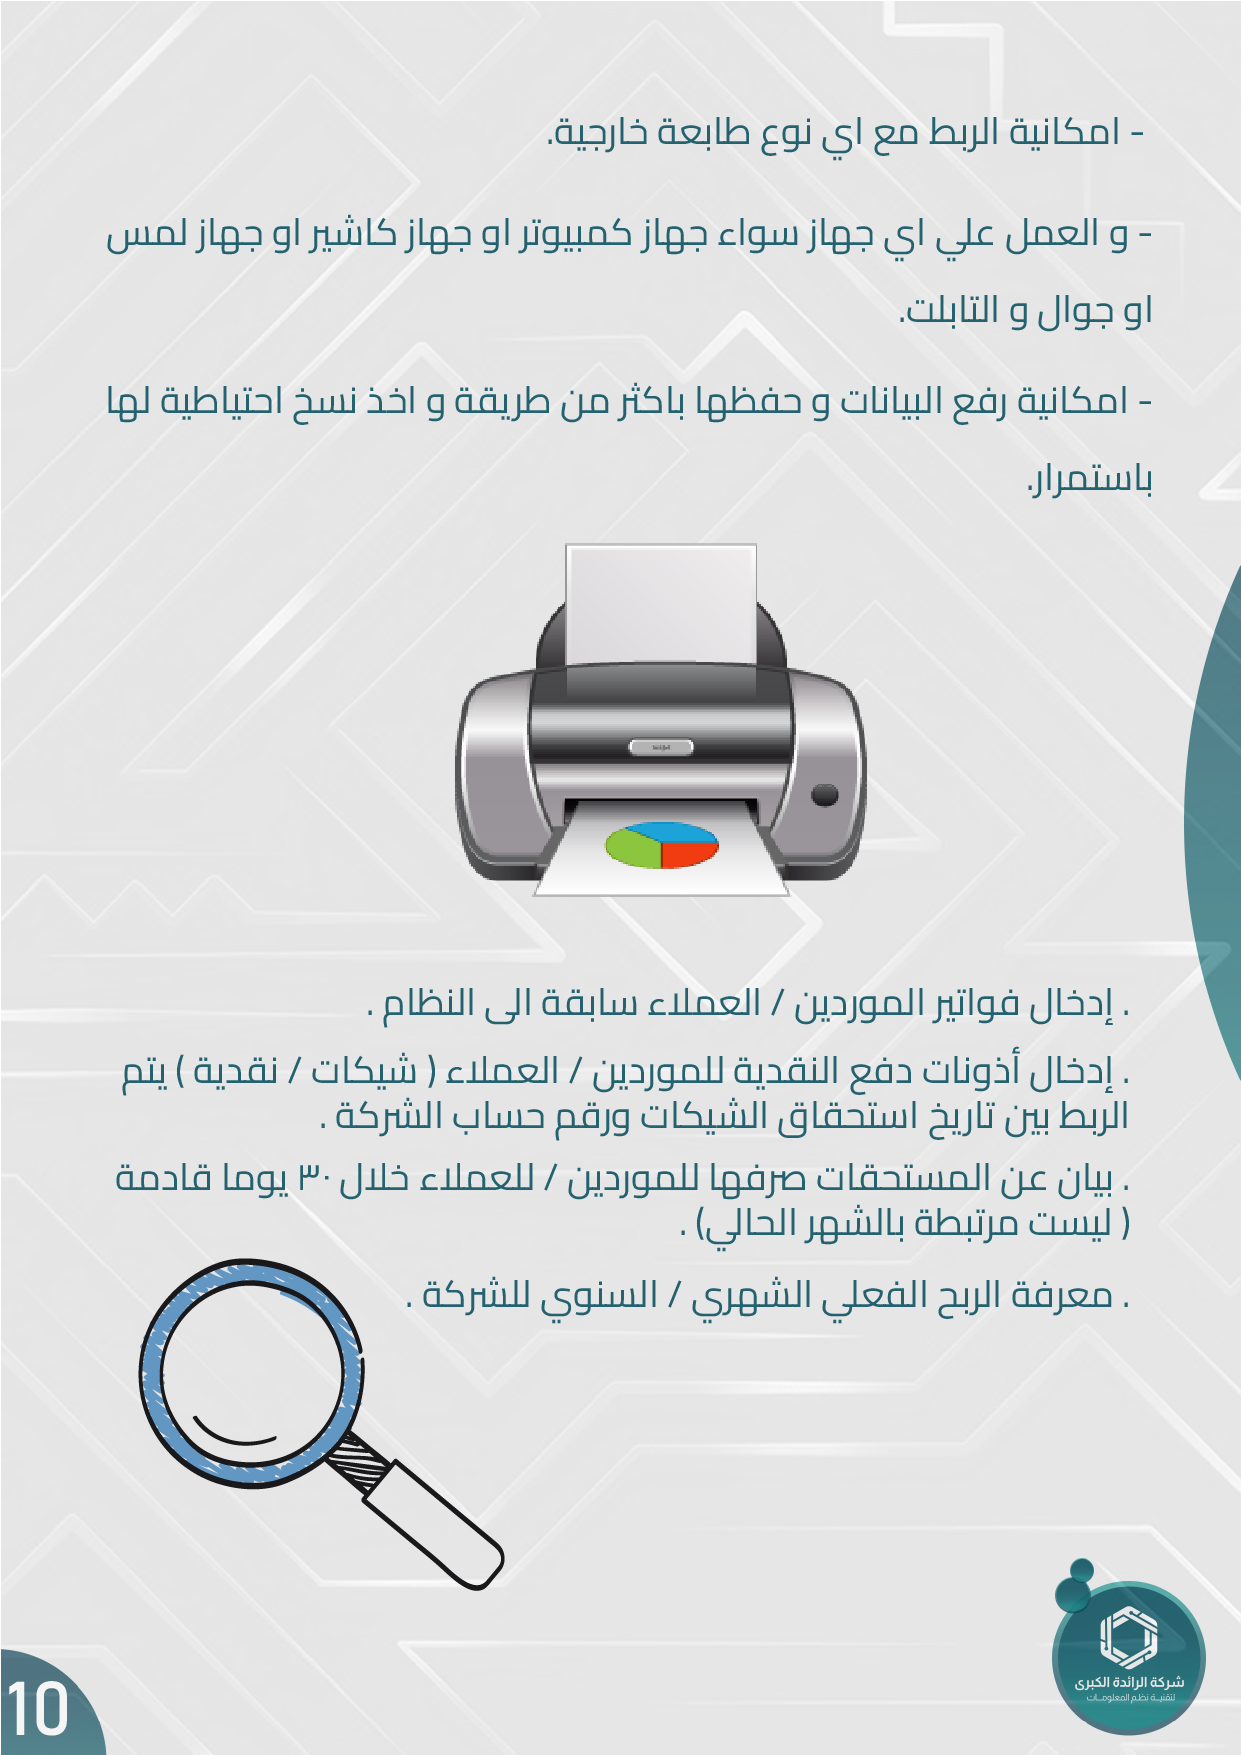 - امكانية الربط مع اي نوع طابعة خارجية.
- و العمل علي اي جهاز سواء جهاز كمبيوتر او جهاز كاشير او جهاز لمس
او جوال و التابلت.
- امكانية رفع البيانات و حفظها باكثر من طريقة و اخذ نسخ احتياطية لها
باستمرار.
. إدخال فواتير الموردين / العملاء سابقة الى النظام .
. إدخال أذونات دفع النقدية للموردين / العملاء ( شيكات / نقدية ) يتم
الربط بين تاريخ استحقاق الشيكات ورقم حساب الشركة .
. بيان عن المستحقات صرفها للموردين / للعملاء خلال ٣٠ يوما قادمة
( ليست مرتبطة بالشهر الحالي) .
. معرفة الربح الفعلي الشهري / السنوي للشركة .
شركة الرائدة الكبرى
لتقنيـة نظم المعلومـات
10